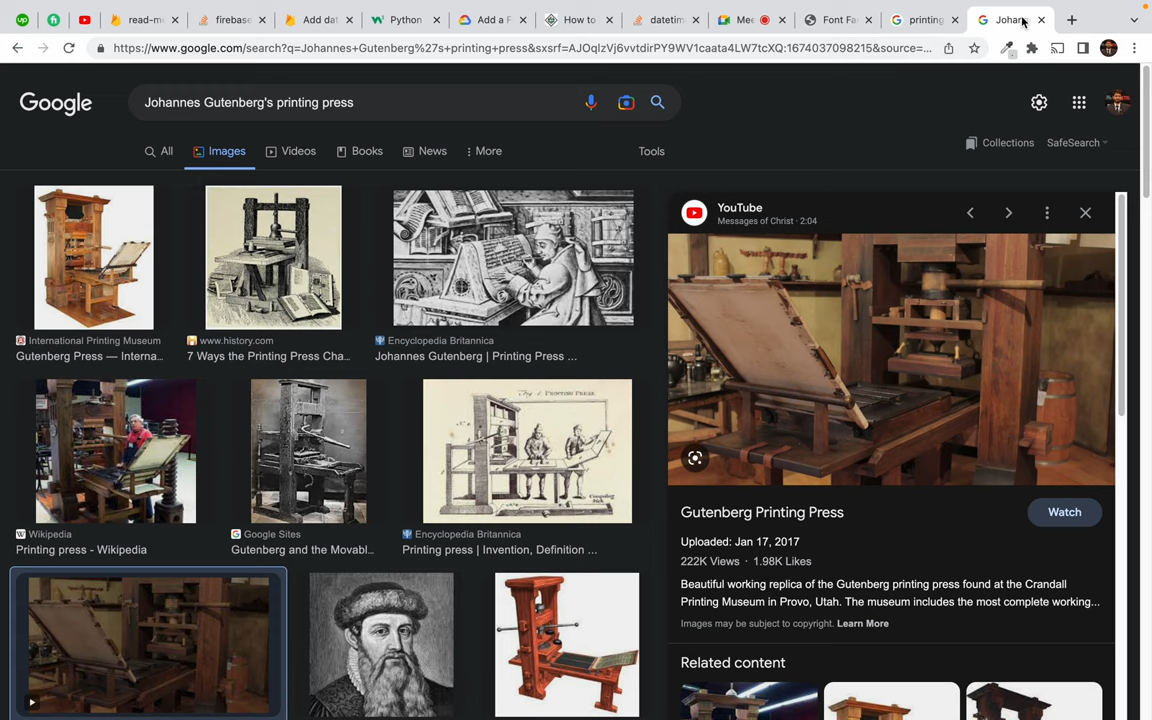 read-m
firebase
Add dat
Python
Add a F
How to
datetim
Mee
Font Fa
printing
Johan
https://www.google.com/search?q=Johannes+Gutenberg%27s+printing+press&sxsrf=AJOqlzVj6vvtdirPY9WV1caata4LW7tcXQ:1674037098215&source=...
Google
Johannes Gutenberg's printing press
All
Images
Videos
Books
News
More
Tools
Collections
SafeSearch
YouTube
Messages of Christ · 2:04
International Printing Museum
Gutenberg Press — Interna...
www.history.com
7 Ways the Printing Press Cha...
Encyclopedia Britannica
Johannes Gutenberg | Printing Press ...
Wikipedia
Printing press - Wikipedia
Google Sites
Gutenberg and the Movabl...
Encyclopedia Britannica
Printing press | Invention, Definition ...
Gutenberg Printing Press
Watch
Uploaded: Jan 17, 2017
222K Views · 1.98K Likes
Beautiful working replica of the Gutenberg printing press found at the Crandall
Printing Museum in Provo, Utah. The museum includes the most complete working...
Images may be subject to copyright. Learn More
Related content